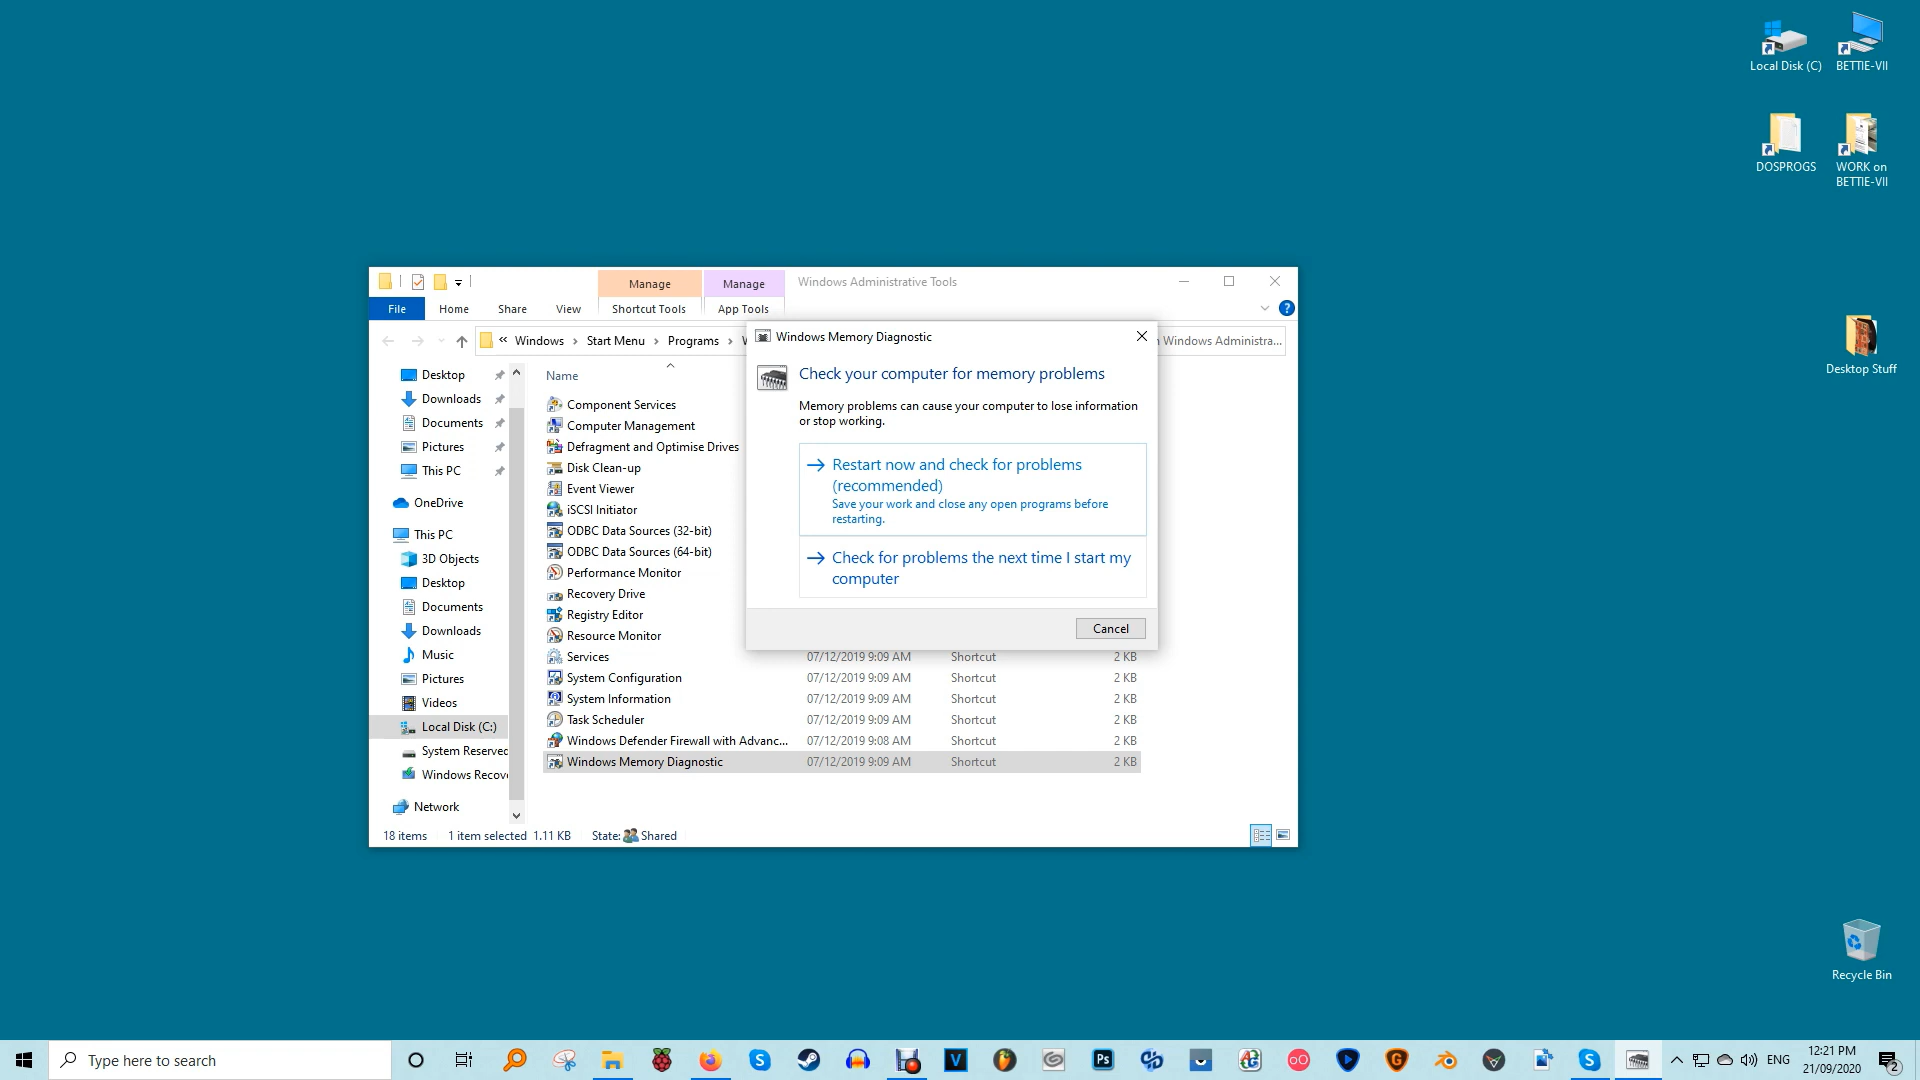 Local Disk (C)
BETTIE-VII
DOSPROGS
WORK on
BETTIE-VII
Desktop Stuff
Recycle Bin
Manage
Manage
Windows Administrative Tools
File
Home
Share
View
Shortcut Tools
App Tools
« Windows › Start Menu › Programs ›
Windows Administra...
Desktop
Downloads
Documents
Pictures
This PC
OneDrive
This PC
3D Objects
Desktop
Documents
Downloads
Music
Pictures
Videos
Local Disk (C:)
System Reserved
Windows Recov
Network
Name
Component Services
Computer Management
Defragment and Optimise Drives
Disk Clean-up
Event Viewer
iSCSI Initiator
ODBC Data Sources (32-bit)
ODBC Data Sources (64-bit)
Performance Monitor
Recovery Drive
Registry Editor
Resource Monitor
Services 07/12/2019 9:09 AM Shortcut 2 KB
System Configuration 07/12/2019 9:09 AM Shortcut 2 KB
System Information 07/12/2019 9:09 AM Shortcut 2 KB
Task Scheduler 07/12/2019 9:09 AM Shortcut 2 KB
Windows Defender Firewall with Advanc... 07/12/2019 9:08 AM Shortcut 2 KB
Windows Memory Diagnostic 07/12/2019 9:09 AM Shortcut 2 KB
18 items 1 item selected 1.11 KB State: Shared
Windows Memory Diagnostic
Check your computer for memory problems
Memory problems can cause your computer to lose information
or stop working.
Restart now and check for problems
(recommended)
Save your work and close any open programs before
restarting.
Check for problems the next time I start my
computer
Cancel
Type here to search
Ps
ENG
12:21 PM
21/09/2020
2